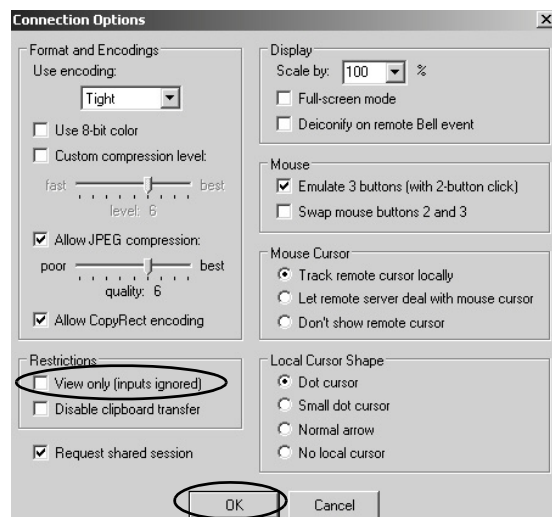 Connection Options
Format and Encodings
Use encoding:
Tight
Use 8-bit color
Custom compression level:
fast best
level: 6
Allow JPEG compression:
poor best
quality: 6
Allow CopyRect encoding
Restrictions
View only (inputs ignored)
Disable clipboard transfer
Request shared session
Display
Scale by: 100 %
Full-screen mode
Deiconify on remote Bell event
Mouse
Emulate 3 buttons (with 2-button click)
Swap mouse buttons 2 and 3
Mouse Cursor
Track remote cursor locally
Let remote server deal with mouse cursor
Don't show remote cursor
Local Cursor Shape
Dot cursor
Small dot cursor
Normal arrow
No local cursor
OK Cancel